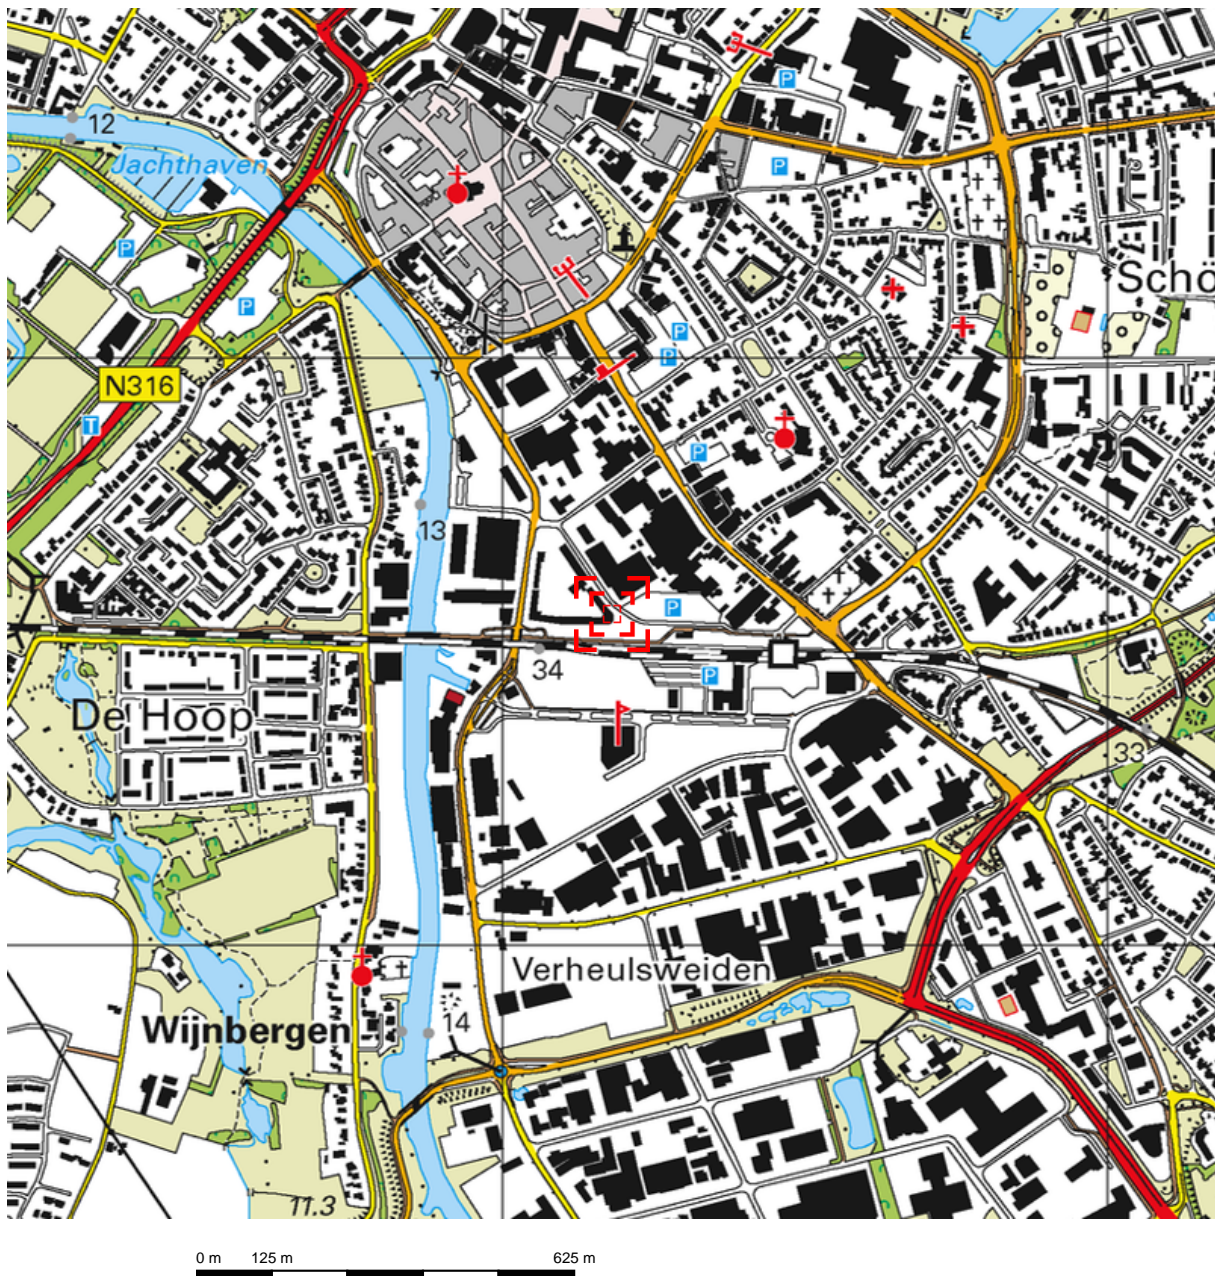 P
12
Jachthaven
P
Schö
P
P
P
P
N316
T
P
13
P
34
P
De Hoop
33
Verheulsweiden
Wijnbergen
14
11.3
0 m 125 m 625 m